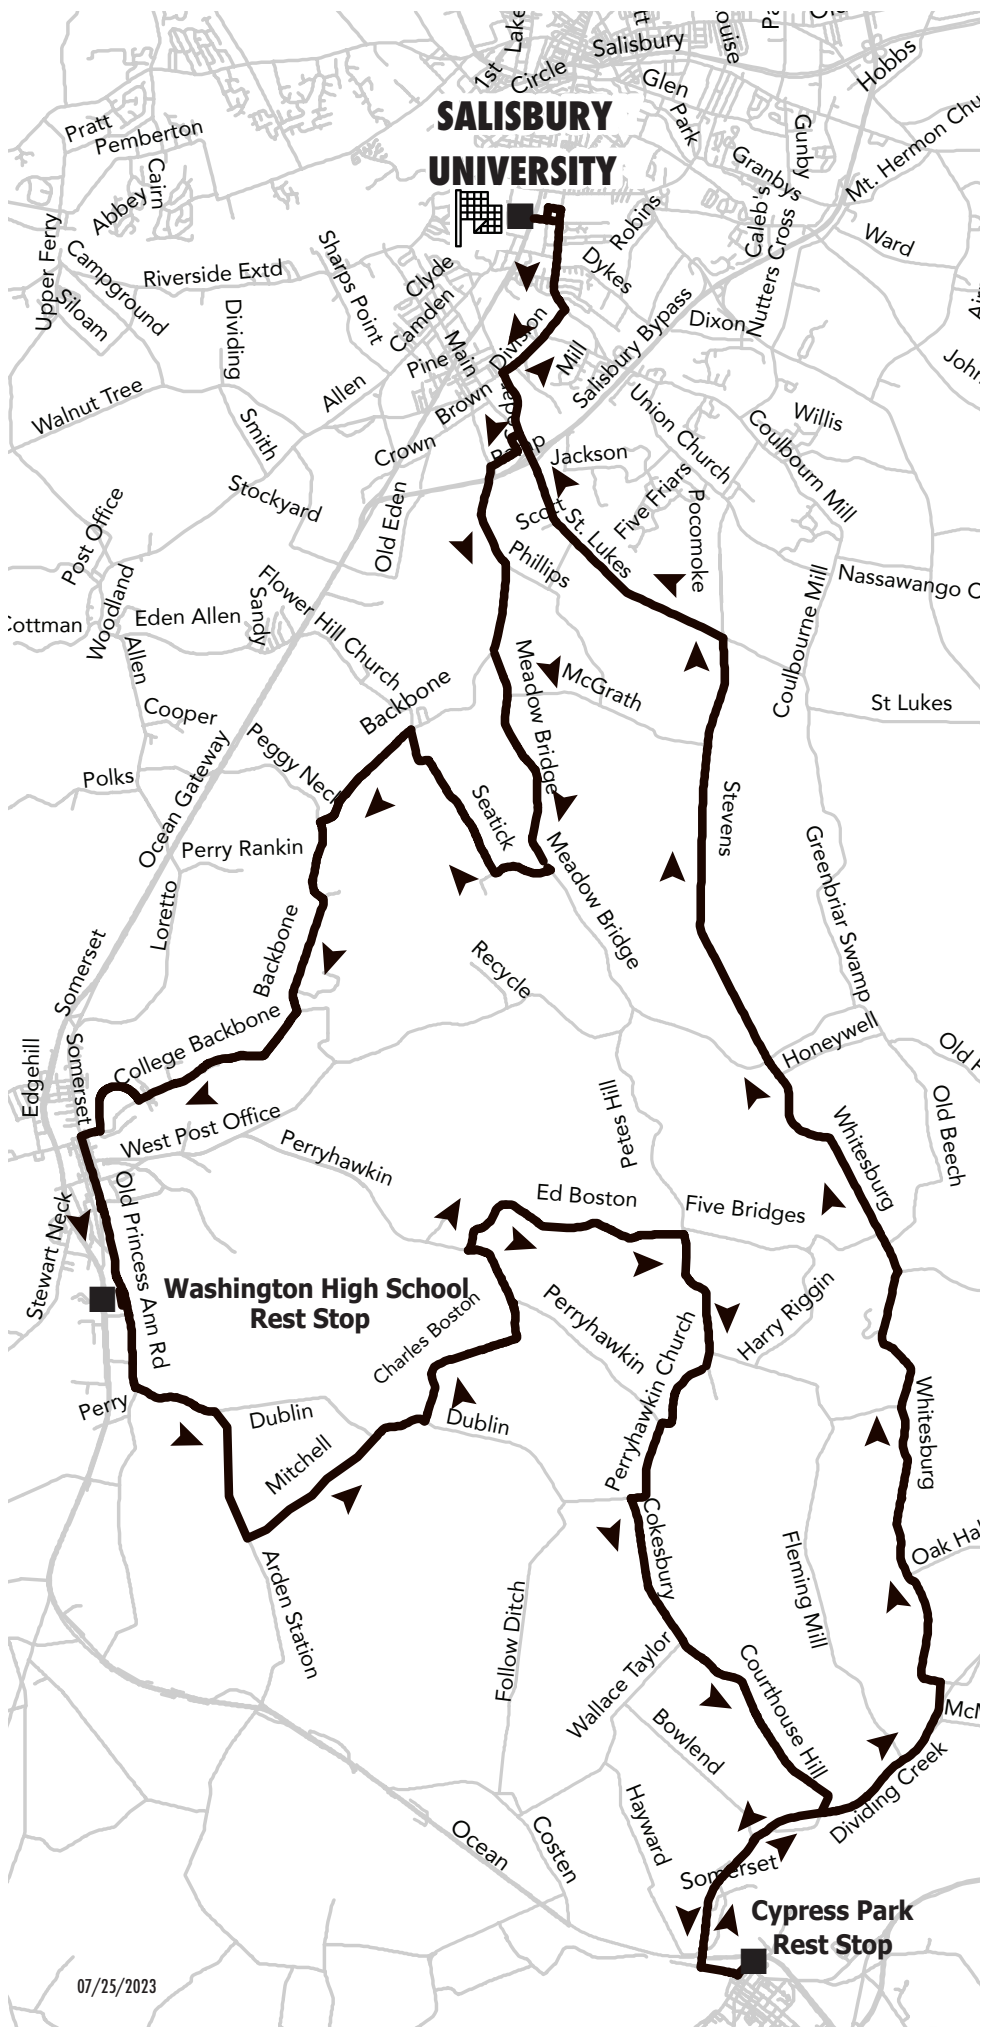 Lake
Salisbury
1st
Circle
Hobbs
Glen
SALISBURY
UNIVERSITY
Park
Gunby
Mt. Hermon Chu
Pratt
Pemberton
Cairn
Abbey
Granbys
Caleb's
Nutters Cross
Ward
Upper Ferry
Campground
Siloam
Riverside Extd
Sharps Point
Clyde
Camden
Robins
Dykes
Dividing
Main
Pine
Division
Mill
Salisbury Bypass
Dixon
John
Walnut Tree
Allen
Brown
Smith
Crown
Union Church
Willis
Coulbourn Mill
Jackson
Stockyard
Old Eden
Scott
St. Lukes
Five Friars
Pocomoke
Post Office
Phillips
Woodland
Flower Hill Church
Nassawango C
Cottman
Eden Allen
Sandy
Allen
Coulbourne Mill
Meadow Bridge
McGrath
Backbone
St Lukes
Cooper
Peggy Neck
Ocean Gateway
Polks
Seatick
Stevens
Perry Rankin
Meadow Bridge
Greenbriar Swamp
Loretto
Backbone
Somerset
Recycle
College Backbone
Honeywell
Edgehill
Somerset
Petes Hill
Old Beech
West Post Office
Perryhawkin
Whitesburg
Old Princess Ann Rd
Stewart Neck
Ed Boston
Five Bridges
Washington High School
Rest Stop
Charles Boston
Perryhawkin
Harry Riggin
Perryhawkin Church
Perry
Dublin
Dublin
Mitchell
Whitesburg
Cokesbury
Fleming Mill
Oak Hal
Arden Station
Follow Ditch
Wallace Taylor
Courthouse Hill
Bowlend
McM
Dividing Creek
Hayward
Ocean
Costen
Somerset
Cypress Park
Rest Stop
07/25/2023